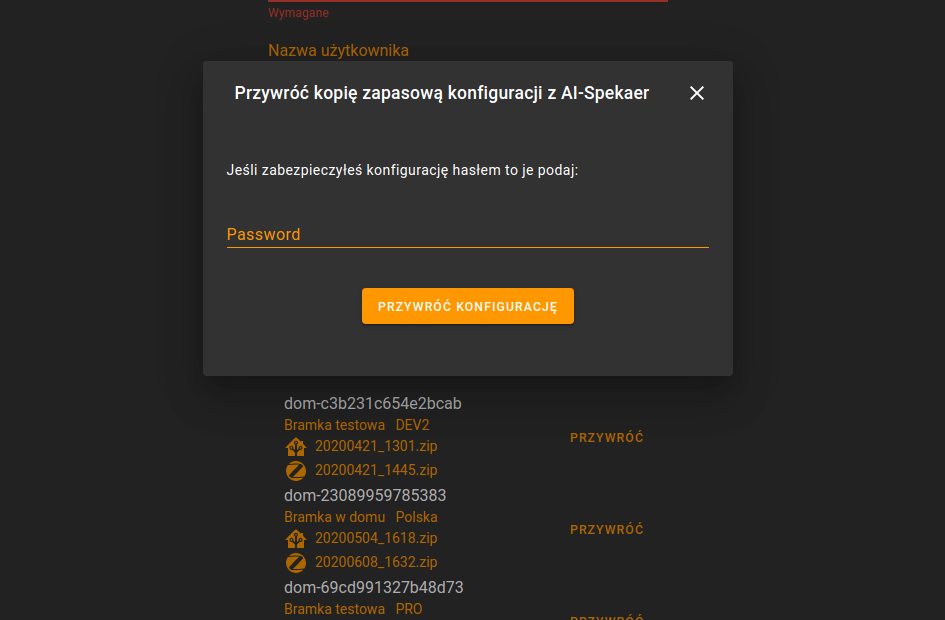 Wymagane
Nazwa użytkownika
Przywróć kopię zapasową konfiguracji z AI-Spekaer
Jeśli zabezpieczyłeś konfigurację hasłem to je podaj:
Password
PRZYWRÓĆ KONFIGURACJĘ
dom-c3b231c654e2bcab
Bramka testowa DEV2
PRZYWRÓĆ
20200421_1301.zip
20200421_1445.zip
dom-23089959785383
Bramka w domu Polska
PRZYWRÓĆ
20200504_1618.zip
20200608_1632.zip
dom-69cd991327b48d73
Bramka testowa PRO
PRZYWRÓĆ